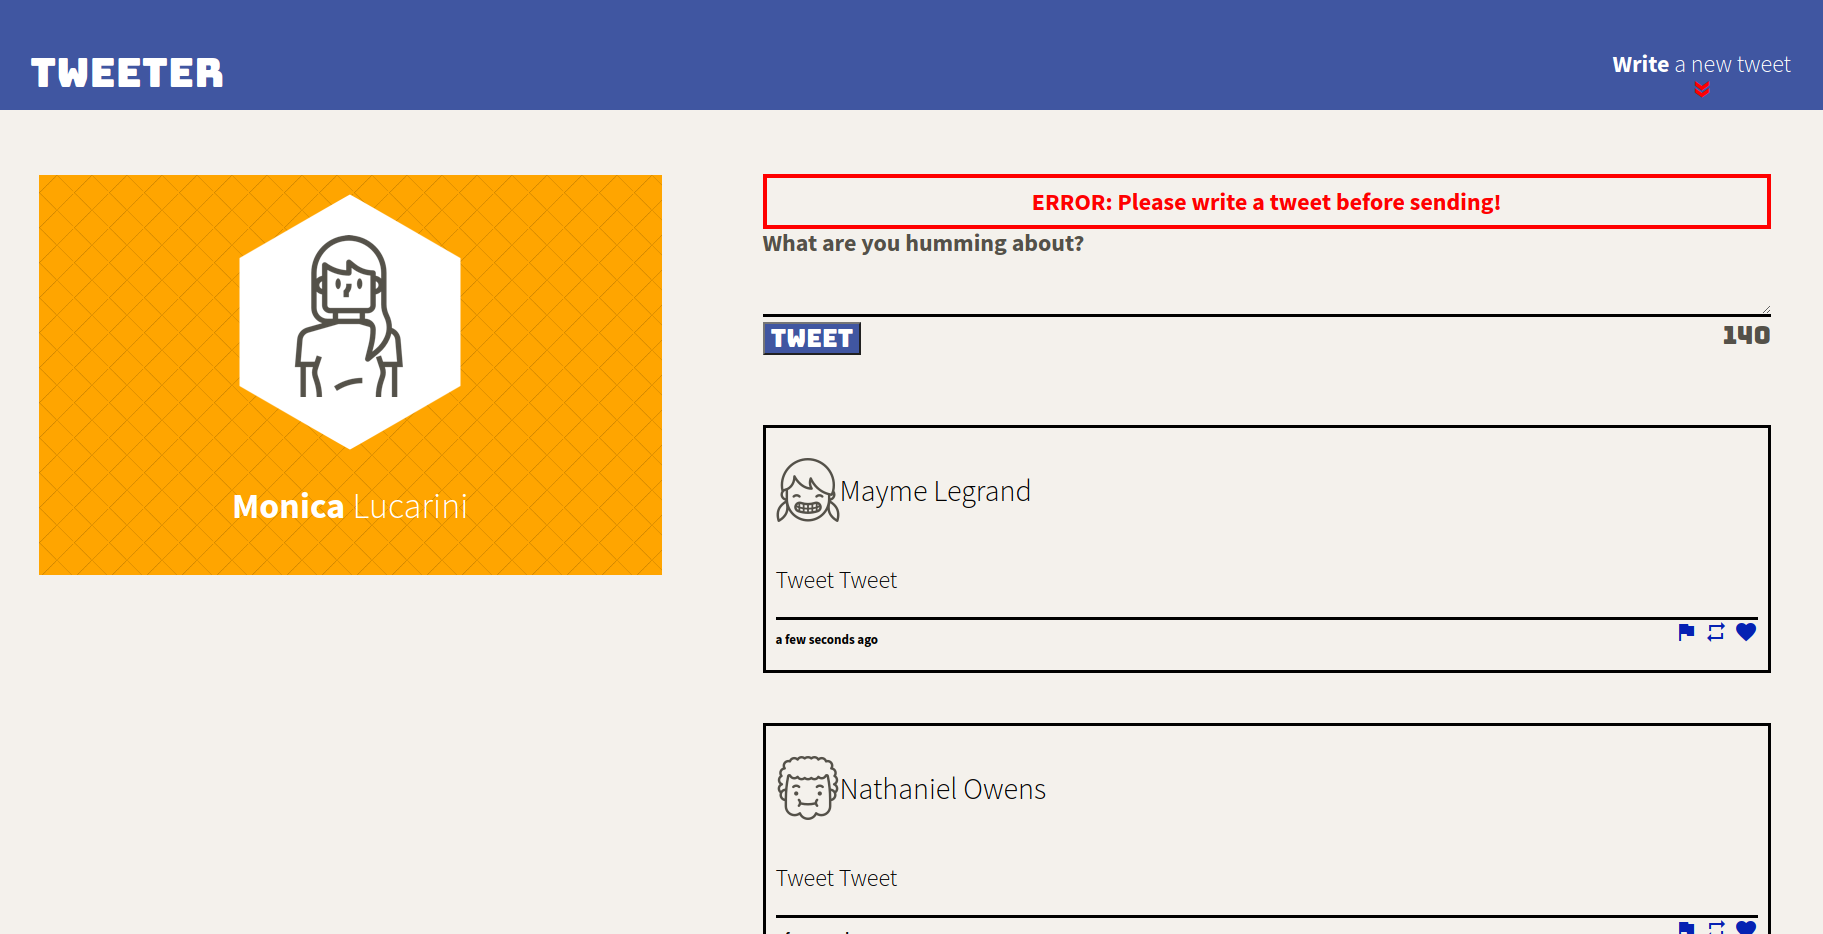 TWEETER
Write a new tweet
Monica Lucarini
ERROR: Please write a tweet before sending!
What are you humming about?
TWEET
140
Mayme Legrand
Tweet Tweet
a few seconds ago
Nathaniel Owens
Tweet Tweet